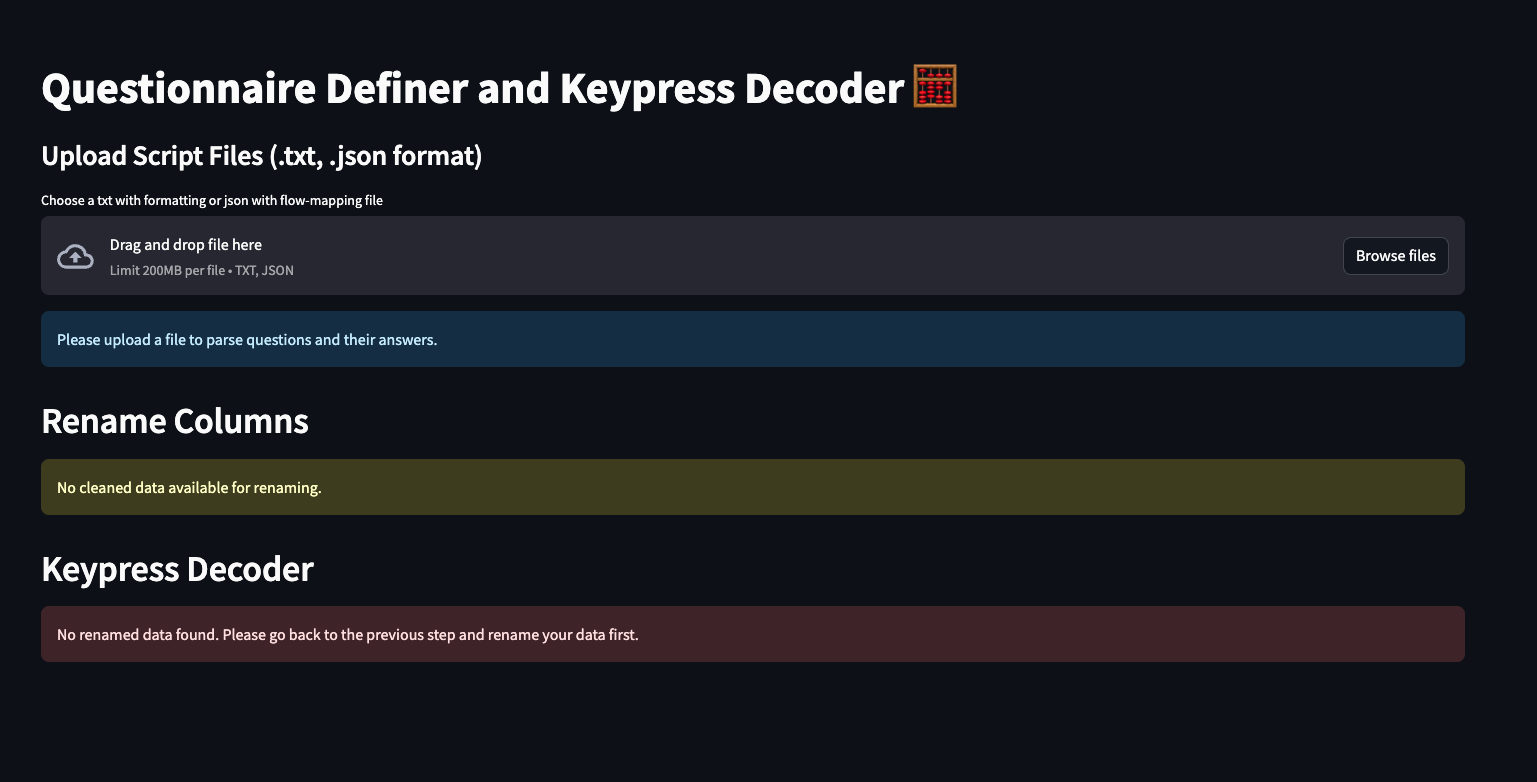 Questionnaire Definer and Keypress Decoder
Upload Script Files (.txt, .json format)
Choose a txt with formatting or json with flow-mapping file
Drag and drop file here
Limit 200MB per file • TXT, JSON
Browse files
Please upload a file to parse questions and their answers.
Rename Columns
No cleaned data available for renaming.
Keypress Decoder
No renamed data found. Please go back to the previous step and rename your data first.